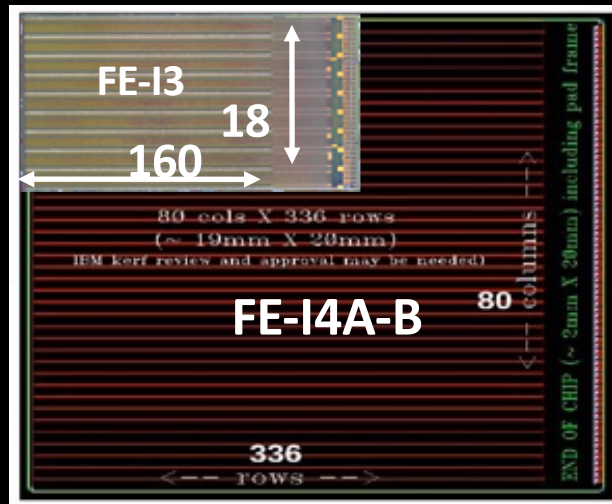 FE-I3
18
160
80 cols X 336 rows
(~ 19mm X 20mm)
IBM kerf review and approval may be needed)
80
<-- columns -->
FE-I4A-B
336
<-- rows -->
END OF CHIP (~ 2mm X 20mm) including pad frame